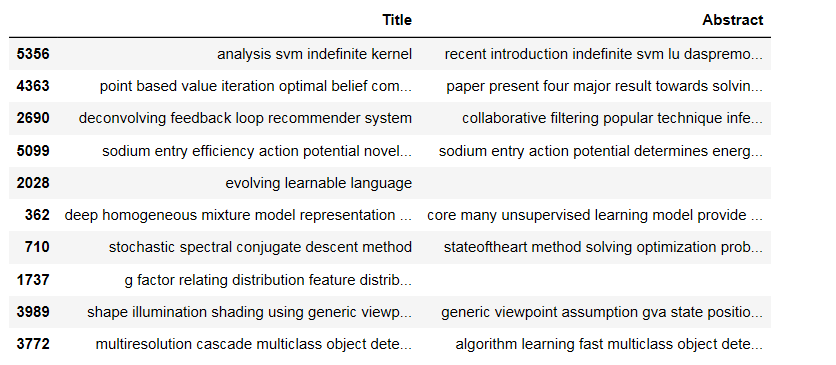 Title Abstract
5356 analysis svm indefinite kernel recent introduction indefinite svm lu daspremo...
4363 point based value iteration optimal belief com... paper present four major result towards solvin...
2690 deconvolving feedback loop recommender system collaborative filtering popular technique infe...
5099 sodium entry efficiency action potential novel... sodium entry action potential determines energ...
2028 evolving learnable language
362 deep homogeneous mixture model representation ... core many unsupervised learning model provide ...
710 stochastic spectral conjugate descent method stateoftheart method solving optimization prob...
1737 g factor relating distribution feature distrib...
3989 shape illumination shading using generic viewp... generic viewpoint assumption gva state positio...
3772 multiresolution cascade multiclass object dete... algorithm learning fast multiclass object dete...